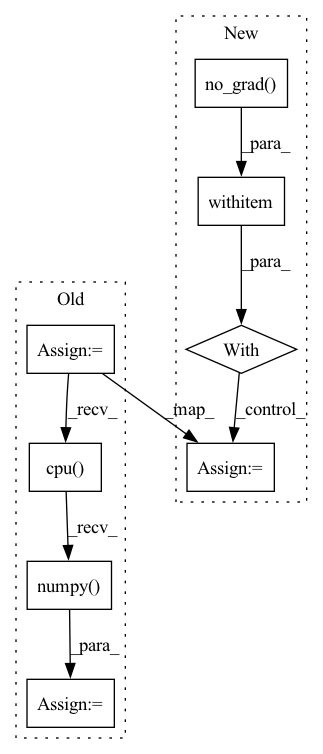 New
no_grad()
_para_
withitem
_para_
Old
Assign:=
With
_recv_
_map_
_control_
cpu()
Assign:=
_recv_
numpy()
_para_
Assign:=